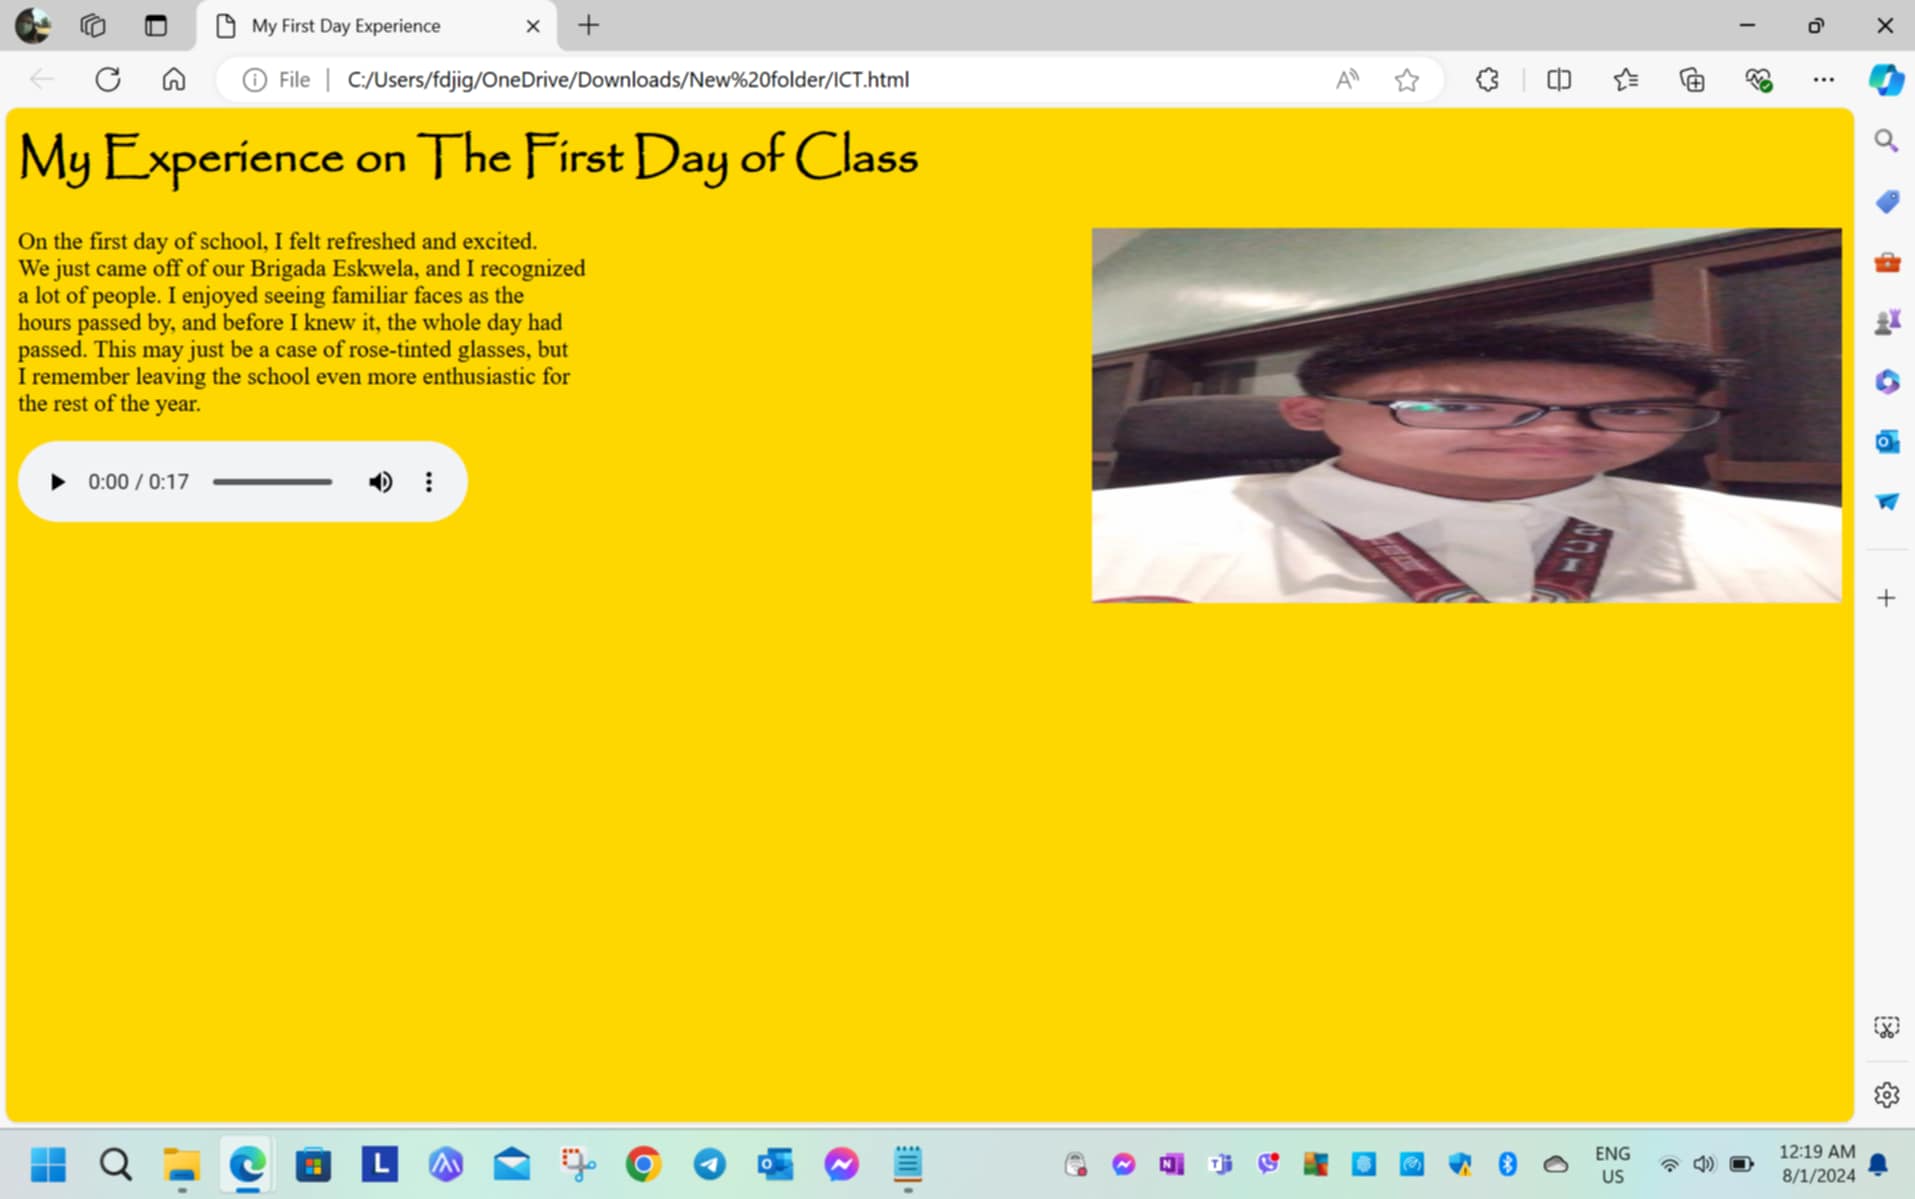 My First Day Experience
File
C:/Users/fdjig/OneDrive/Downloads/New%20folder/ICT.html
My Experience on The First Day of Class
On the first day of school, I felt refreshed and excited.
We just came off of our Brigada Eskwela, and I recognized
a lot of people. I enjoyed seeing familiar faces as the
hours passed by, and before I knew it, the whole day had
passed. This may just be a case of rose-tinted glasses, but
I remember leaving the school even more enthusiastic for
the rest of the year.
0:00 / 0:17
ENG
US
12:19 AM
8/1/2024